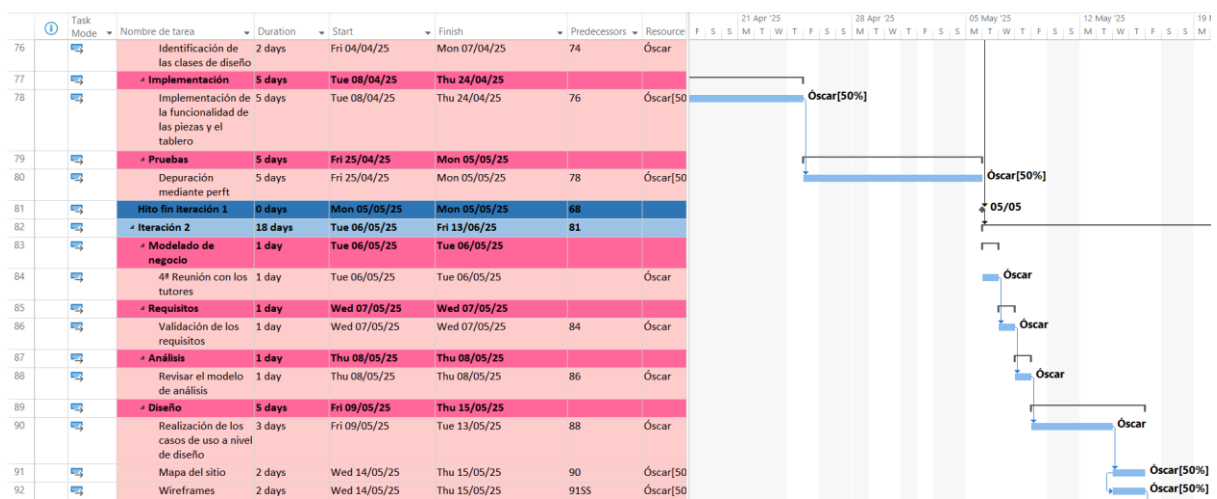 Task
Mode Nombre de tarea Duration Start Finish Predecessors Resource
21 Apr '25 28 Apr '25 05 May '25 12 May '25
F S S M T W T F S S M T W T F S S M T W T F S S M T W T F S S M
76 Identificación de 2 days Fri 04/04/25 Mon 07/04/25 74 Óscar
las clases de diseño
77 Implementación 5 days Tue 08/04/25 Thu 24/04/25
78 Implementación de 5 days Tue 08/04/25 Thu 24/04/25 76 Óscar[50 Óscar[50%]
la funcionalidad de
las piezas y el
tablero
79 Pruebas 5 days Fri 25/04/25 Mon 05/05/25
80 Depuración 5 days Fri 25/04/25 Mon 05/05/25 78 Óscar[50 Óscar[50%]
mediante perft
81 Hito fin iteración 1 0 days Mon 05/05/25 Mon 05/05/25 68 05/05
82 Iteración 2 18 days Tue 06/05/25 Fri 13/06/25 81
83 Modelado de 1 day Tue 06/05/25 Tue 06/05/25
negocio
84 4ª Reunión con los 1 day Tue 06/05/25 Tue 06/05/25 Óscar Óscar
tutores
85 Requisitos 1 day Wed 07/05/25 Wed 07/05/25
86 Validación de los 1 day Wed 07/05/25 Wed 07/05/25 84 Óscar Óscar
requisitos
87 Análisis 1 day Thu 08/05/25 Thu 08/05/25
88 Revisar el modelo 1 day Thu 08/05/25 Thu 08/05/25 86 Óscar Óscar
de análisis
89 Diseño 5 days Fri 09/05/25 Thu 15/05/25
90 Realización de los 3 days Fri 09/05/25 Tue 13/05/25 88 Óscar Óscar
casos de uso a nivel
de diseño
91 Mapa del sitio 2 days Wed 14/05/25 Thu 15/05/25 90 Óscar[50 Óscar[50%]
92 Wireframes 2 days Wed 14/05/25 Thu 15/05/25 91SS Óscar[50 Óscar[50%]